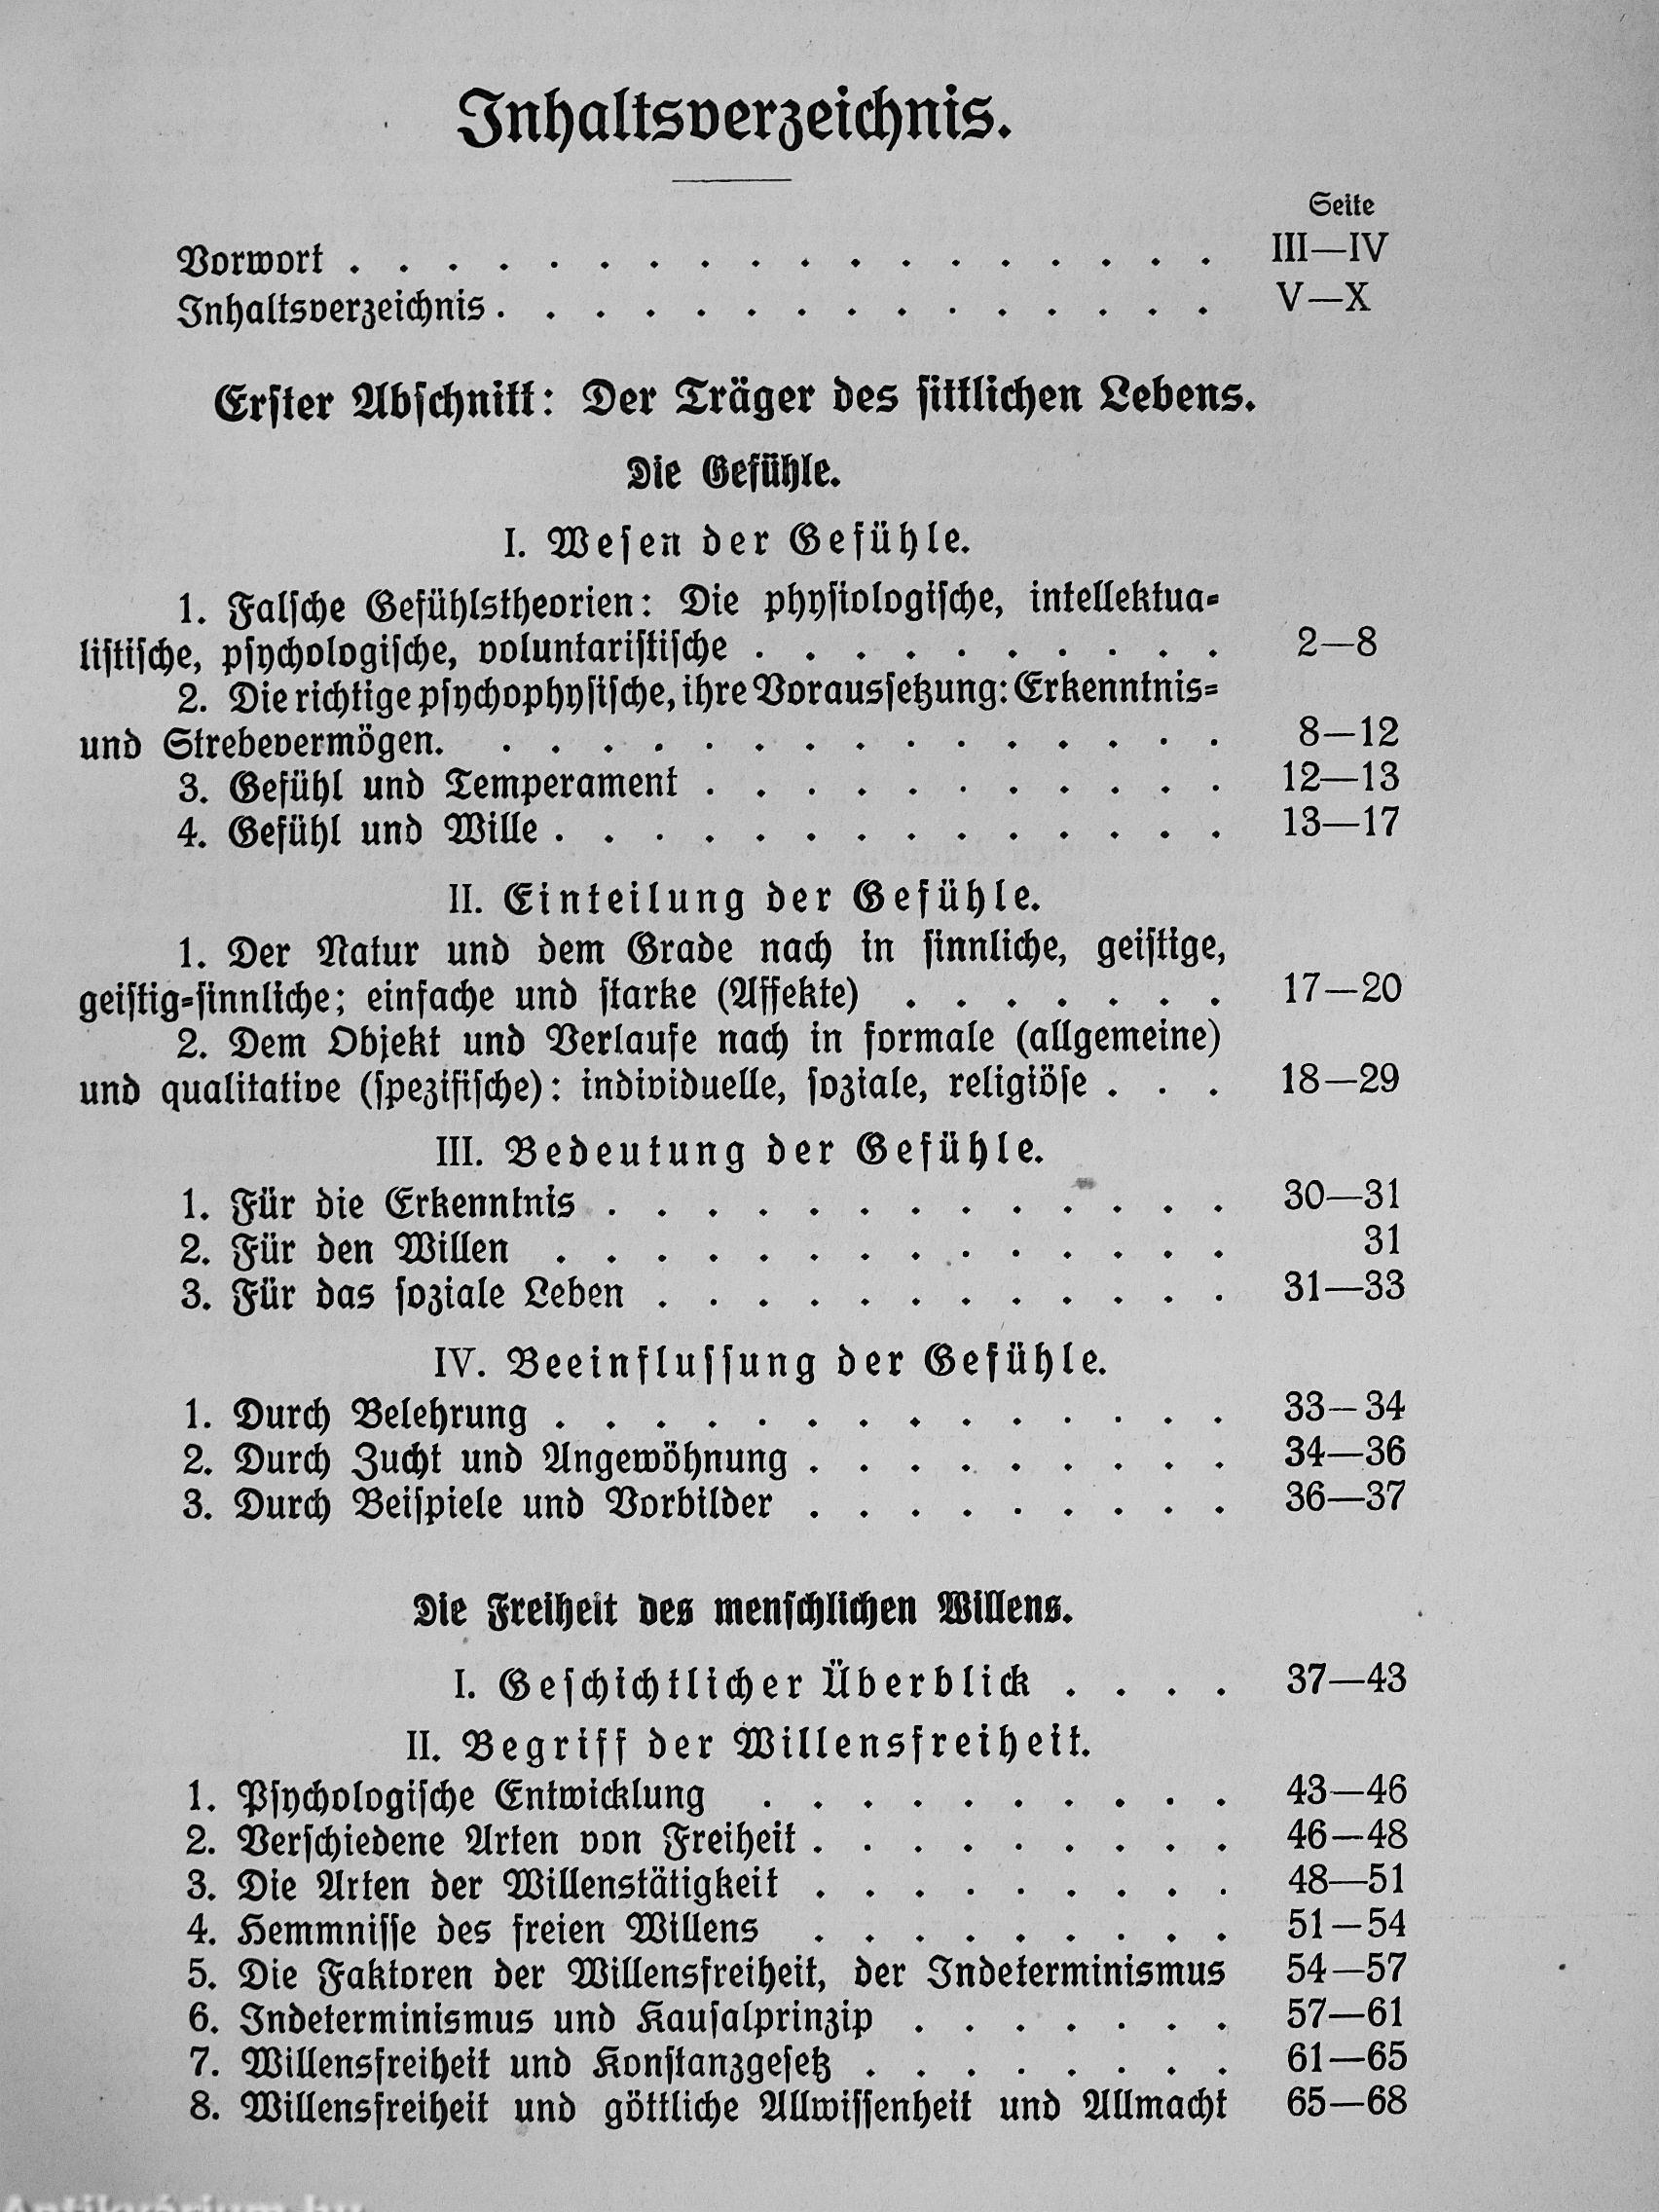 Inhaltsverzeichnis.
Seite
Vorwort . . . . . . . . . . . . . . . . . . III—IV
Inhaltsverzeichnis . . . . . . . . . . . . . . . V—X
Erster Abschnitt: Der Träger des sittlichen Lebens.
Die Gefühle.
I. Wesen der Gefühle.
1. Falsche Gefühlstheorien: Die physiologische, intellektua-
listische, psychologische, voluntaristische . . . . . . . . . . 2—8
2. Die richtige psychophysische, ihre Voraussetzung: Erkenntnis-
und Strebevermögen. . . . . . . . . . . . . . . . 8—12
3. Gefühl und Temperament . . . . . . . . . . . 12—13
4. Gefühl und Wille . . . . . . . . . . . . . . 13—17
II. Einteilung der Gefühle.
1. Der Natur und dem Grade nach in sinnliche, geistige,
geistig-sinnliche; einfache und starke (Affekte) . . . . . . . 17—20
2. Dem Objekt und Verlaufe nach in formale (allgemeine)
und qualitative (spezifische): individuelle, soziale, religiöse . . . 18—29
III. Bedeutung der Gefühle.
1. Für die Erkenntnis . . . . . . . . . . . . . 30—31
2. Für den Willen . . . . . . . . . . . . . . 31
3. Für das soziale Leben . . . . . . . . . . . . 31—33
IV. Beeinflussung der Gefühle.
1. Durch Belehrung . . . . . . . . . . . . . . 33—34
2. Durch Zucht und Angewöhnung . . . . . . . . . 34—36
3. Durch Beispiele und Vorbilder . . . . . . . . . 36—37
Die Freiheit des menschlichen Willens.
I. Geschichtlicher Überblick . . . . 37—43
II. Begriff der Willensfreiheit.
1. Psychologische Entwicklung . . . . . . . . . . 43—46
2. Verschiedene Arten von Freiheit . . . . . . . . . 46—48
3. Die Arten der Willenstätigkeit . . . . . . . . . 48—51
4. Hemmnisse des freien Willens . . . . . . . . . 51—54
5. Die Faktoren der Willensfreiheit, der Indeterminismus 54—57
6. Indeterminismus und Kausalprinzip . . . . . . . 57—61
7. Willensfreiheit und Konstanzgesetz . . . . . . . . 61—65
8. Willensfreiheit und göttliche Allwissenheit und Allmacht 65—68
Antikvárium.hu